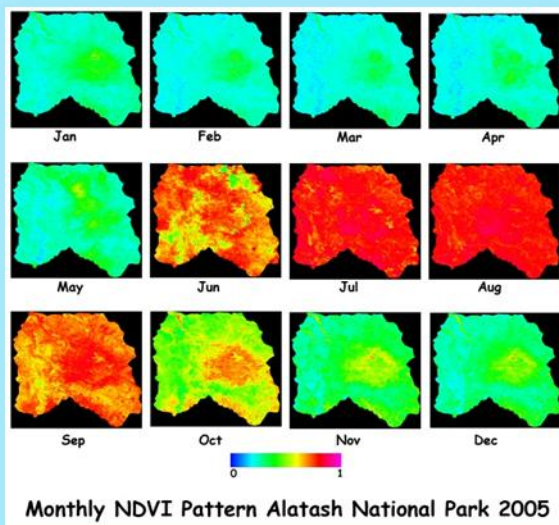 Jan Feb Mar Apr
May Jun Jul Aug
Sep Oct Nov Dec
0 1
Monthly NDVI Pattern Alatash National Park 2005